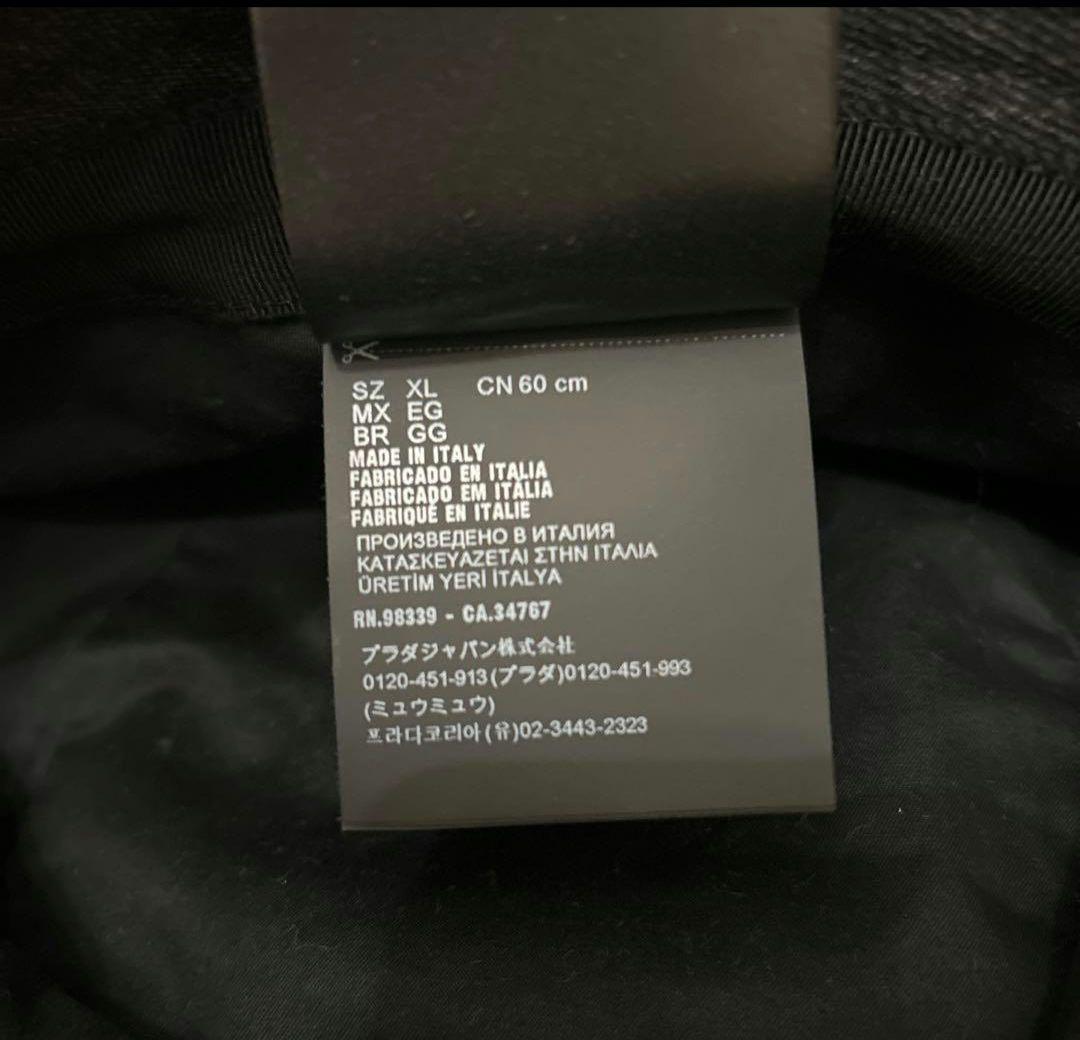 SZ XL CN 60 cm
MX EG
BR GG
MADE IN ITALY
FABRICADO EN ITALIA
FABRICADO EM ITÁLIA
FABRIQUÉ EN ITALIE
ПРОИЗВЕДЕНО В ИТАЛИЯ
ΚΑΤΑΣΚΕΥΑΖΕΤΑΙ ΣΤΗΝ ΙΤΑΛΙΑ
ÜRETİM YERİ İTALYA
RN.98339 - CA.34767
プラダジャパン株式会社
0120-451-913(プラダ)0120-451-993
(ミュウミュウ)
프라다코리아(유)02-3443-2323